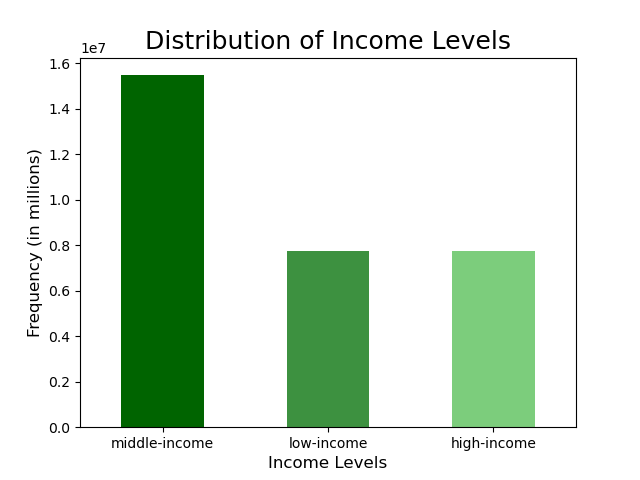 Distribution of Income Levels
1e7
1.6
1.4
1.2
1.0
0.8
0.6
0.4
0.2
0.0
Frequency (in millions)
middle-income low-income high-income
Income Levels